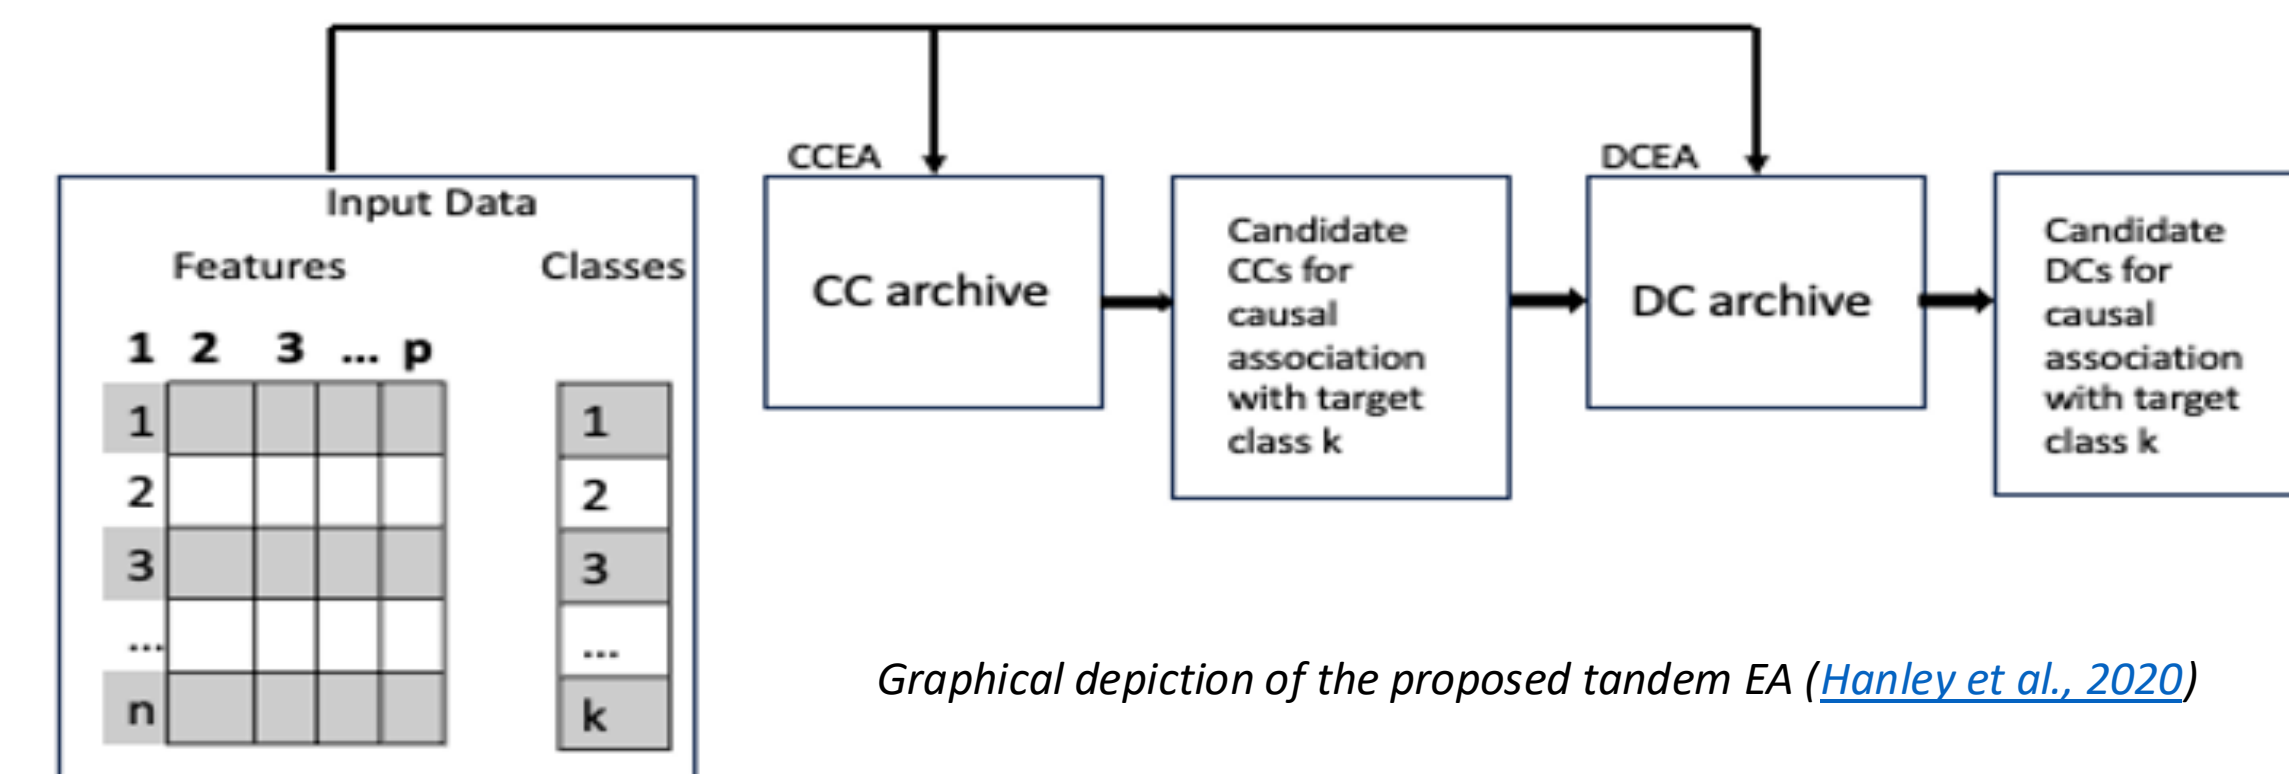 Input Data
Features Classes
1 2 3 ... p
1
2
3
...
n
1
2
3
...
k
CCEA
CC archive
Candidate
CCs for
causal
association
with target
class k
DCEA
DC archive
Candidate
DCs for
causal
association
with target
class k
Graphical depiction of the proposed tandem EA (Hanley et al., 2020)